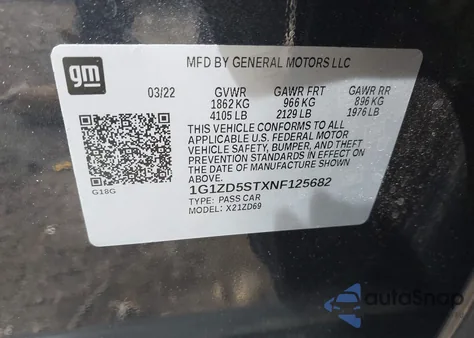 gm
MFD BY GENERAL MOTORS LLC
03/22 GVWR GAWR FRT GAWR RR
1862 KG 966 KG 896 KG
4105 LB 2129 LB 1976 LB
THIS VEHICLE CONFORMS TO ALL
APPLICABLE U.S. FEDERAL MOTOR
VEHICLE SAFETY, BUMPER, AND THEFT
PREVENTION STANDARDS IN EFFECT ON
THE DATE OF MANUFACTURE SHOWN
ABOVE.
1G1ZD5STXNF125682
G18G
TYPE: PASS CAR
MODEL: X21ZD69
autoSnap